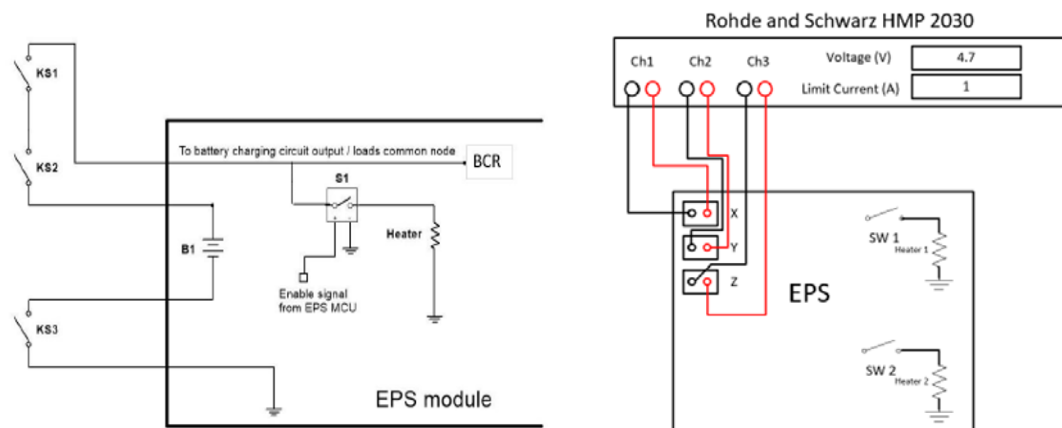 KS1
KS2
To battery charging circuit output / loads common node
BCR
S1
B1
Heater
Enable signal
from EPS MCU
KS3
EPS module
Rohde and Schwarz HMP 2030
Ch1
Ch2
Ch3
Voltage (V)
4.7
Limit Current (A)
1
X
Y
Z
SW 1
Heater 1
EPS
SW 2
Heater 2